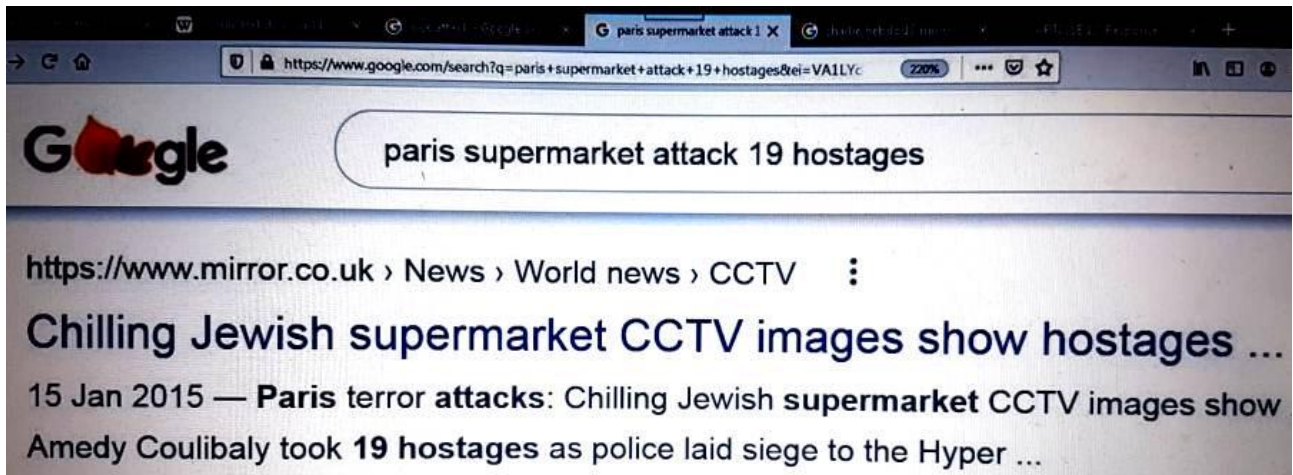 paris supermarket attack 1
https://www.google.com/search?q=paris+supermarket+attack+19+hostages&ei=VA1LYc 220%
Google
paris supermarket attack 19 hostages
https://www.mirror.co.uk › News › World news › CCTV
Chilling Jewish supermarket CCTV images show hostages ...
15 Jan 2015 — Paris terror attacks: Chilling Jewish supermarket CCTV images show
Amedy Coulibaly took 19 hostages as police laid siege to the Hyper ...